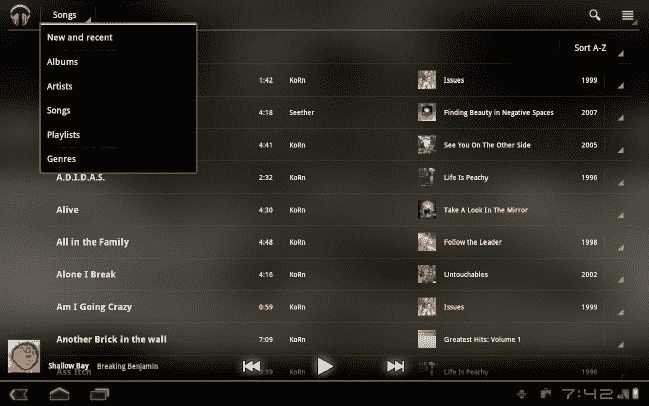 Songs
New and recent
Albums
Artists
Songs
Playlists
Genres
Sort A-Z
1:42 KoRn Issues 1999
4:18 Seether Finding Beauty in Negative Spaces 2007
4:41 KoRn See You On The Other Side 2005
A.D.I.D.A.S. 2:32 KoRn Life Is Peachy 1996
Alive 4:30 KoRn Take A Look In The Mirror
All in the Family 4:48 KoRn Follow the Leader 1998
Alone I Break 4:16 KoRn Untouchables 2002
Am I Going Crazy 0:59 KoRn Issues 1999
Another Brick in the wall 7:09 KoRn Greatest Hits: Volume 1
Shallow Bay Breaking Benjamin
Ass Itch :39 KoRn Life Is Peachy 1996
7:42